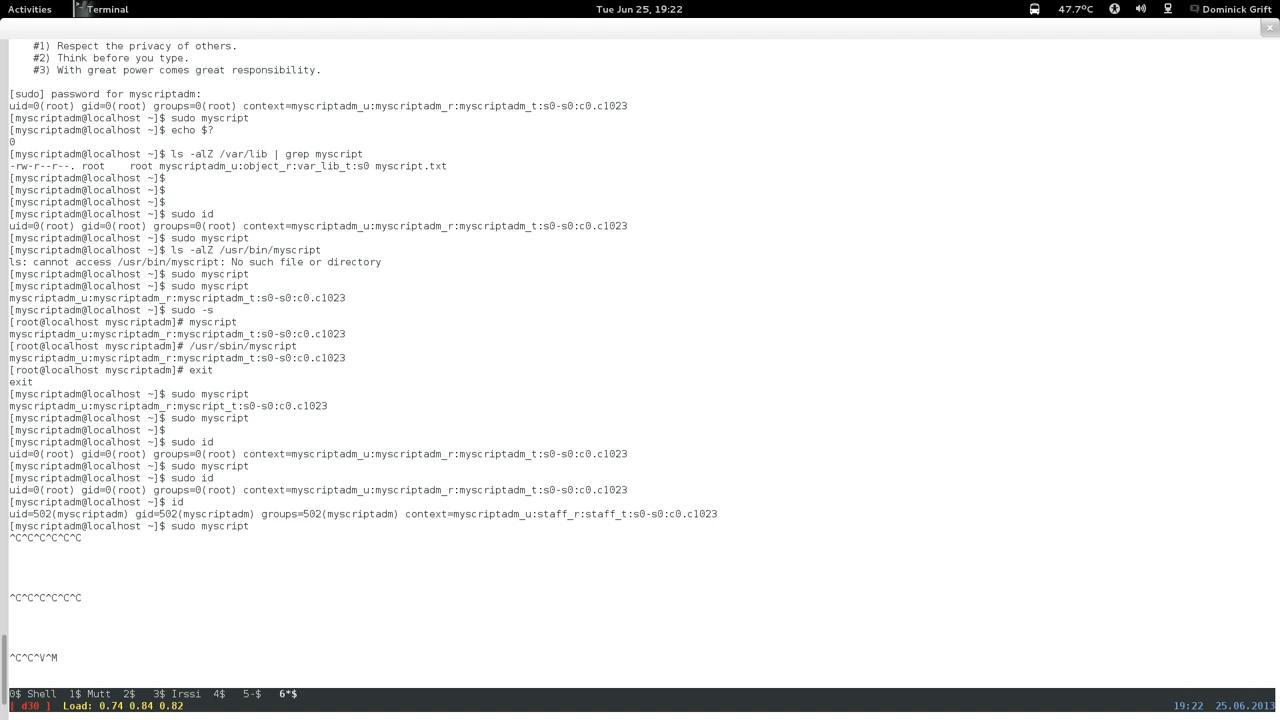 Activities Terminal Tue Jun 25, 19:22 47.7°C Dominick Grift
#1) Respect the privacy of others.
#2) Think before you type.
#3) With great power comes great responsibility.
[sudo] password for myscriptadm:
uid=0(root) gid=0(root) groups=0(root) context=myscriptadm_u:myscriptadm_r:myscriptadm_t:s0-s0:c0.c1023
[myscriptadm@localhost ~]$ sudo myscript
[myscriptadm@localhost ~]$ echo $?
0
[myscriptadm@localhost ~]$ ls -alZ /var/lib | grep myscript
-rw-r--r--. root    root myscriptadm_u:object_r:var_lib_t:s0 myscript.txt
[myscriptadm@localhost ~]$
[myscriptadm@localhost ~]$
[myscriptadm@localhost ~]$
[myscriptadm@localhost ~]$ sudo id
uid=0(root) gid=0(root) groups=0(root) context=myscriptadm_u:myscriptadm_r:myscriptadm_t:s0-s0:c0.c1023
[myscriptadm@localhost ~]$ sudo myscript
[myscriptadm@localhost ~]$ ls -alZ /usr/bin/myscript
ls: cannot access /usr/bin/myscript: No such file or directory
[myscriptadm@localhost ~]$ sudo myscript
[myscriptadm@localhost ~]$ sudo myscript
myscriptadm_u:myscriptadm_r:myscriptadm_t:s0-s0:c0.c1023
[myscriptadm@localhost ~]$ sudo -s
[root@localhost myscriptadm]# myscript
myscriptadm_u:myscriptadm_r:myscriptadm_t:s0-s0:c0.c1023
[root@localhost myscriptadm]# /usr/sbin/myscript
myscriptadm_u:myscriptadm_r:myscriptadm_t:s0-s0:c0.c1023
[root@localhost myscriptadm]# exit
exit
[myscriptadm@localhost ~]$ sudo myscript
myscriptadm_u:myscriptadm_r:myscript_t:s0-s0:c0.c1023
[myscriptadm@localhost ~]$ sudo myscript
[myscriptadm@localhost ~]$
[myscriptadm@localhost ~]$ sudo id
uid=0(root) gid=0(root) groups=0(root) context=myscriptadm_u:myscriptadm_r:myscriptadm_t:s0-s0:c0.c1023
[myscriptadm@localhost ~]$ sudo myscript
[myscriptadm@localhost ~]$ sudo id
uid=0(root) gid=0(root) groups=0(root) context=myscriptadm_u:myscriptadm_r:myscriptadm_t:s0-s0:c0.c1023
[myscriptadm@localhost ~]$ id
uid=502(myscriptadm) gid=502(myscriptadm) groups=502(myscriptadm) context=myscriptadm_u:staff_r:staff_t:s0-s0:c0.c1023
[myscriptadm@localhost ~]$ sudo myscript
^C^C^C^C^C^C
^C^C^C^C^C^C
^C^C^V^M
0$ Shell  1$ Mutt  2$   3$ Irssi  4$   5-$   6*$
[ d30 ]  Load: 0.74 0.84 0.82 19:22  25.06.2013